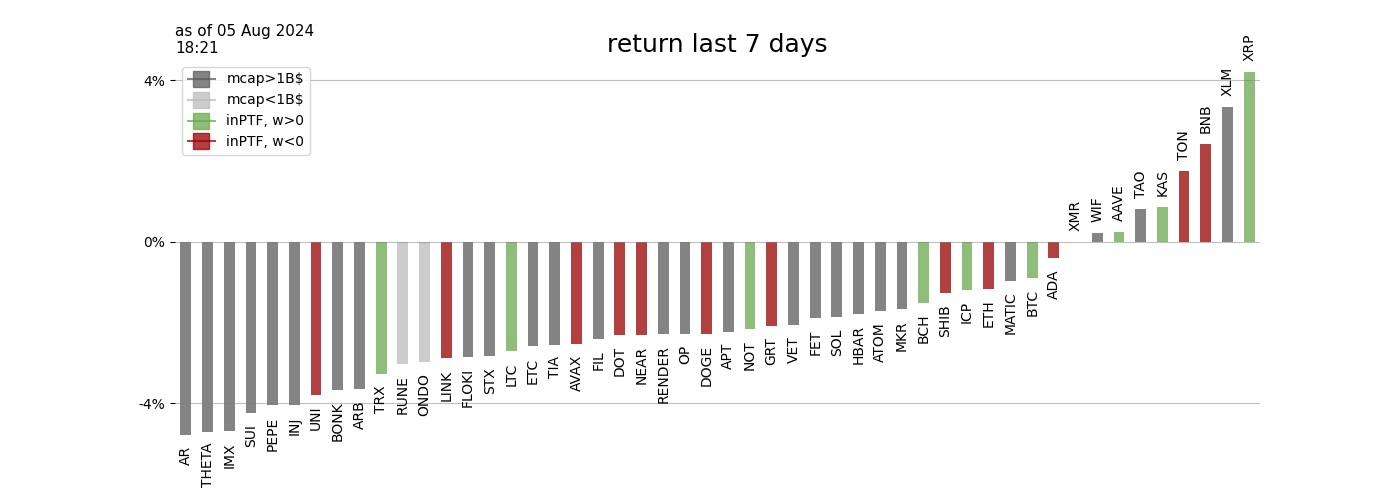 as of 05 Aug 2024
18:21
return last 7 days
mcap>1B$
mcap<1B$
inPTF, w>0
inPTF, w<0
4%
0%
-4%
AR
THETA
IMX
SUI
PEPE
INJ
UNI
BONK
ARB
TRX
RUNE
ONDO
LINK
FLOKI
STX
LTC
ETC
TIA
AVAX
FIL
DOT
NEAR
RENDER
OP
DOGE
APT
NOT
GRT
VET
FET
SOL
HBAR
ATOM
MKR
BCH
SHIB
ICP
ETH
MATIC
BTC
ADA
XMR
WIF
AAVE
TAO
KAS
TON
BNB
XLM
XRP